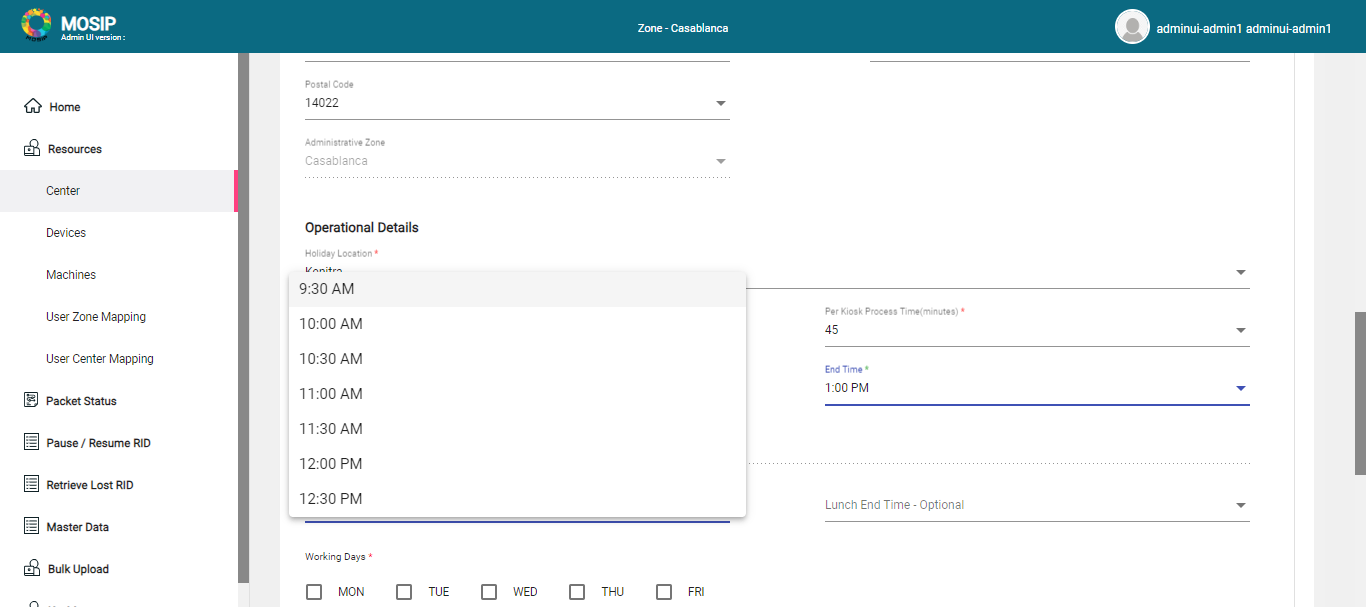 MOSIP
Admin UI version :
Zone - Casablanca
adminui-admin1 adminui-admin1
Home
Resources
Center
Devices
Machines
User Zone Mapping
User Center Mapping
Packet Status
Pause / Resume RID
Retrieve Lost RID
Master Data
Bulk Upload
Postal Code
14022
Administrative Zone
Casablanca
Operational Details
Holiday Location *
Kenitra
9:30 AM
10:00 AM
10:30 AM
11:00 AM
11:30 AM
12:00 PM
12:30 PM
Per Kiosk Process Time(minutes) *
45
End Time *
1:00 PM
Lunch End Time - Optional
Working Days *
MON TUE WED THU FRI